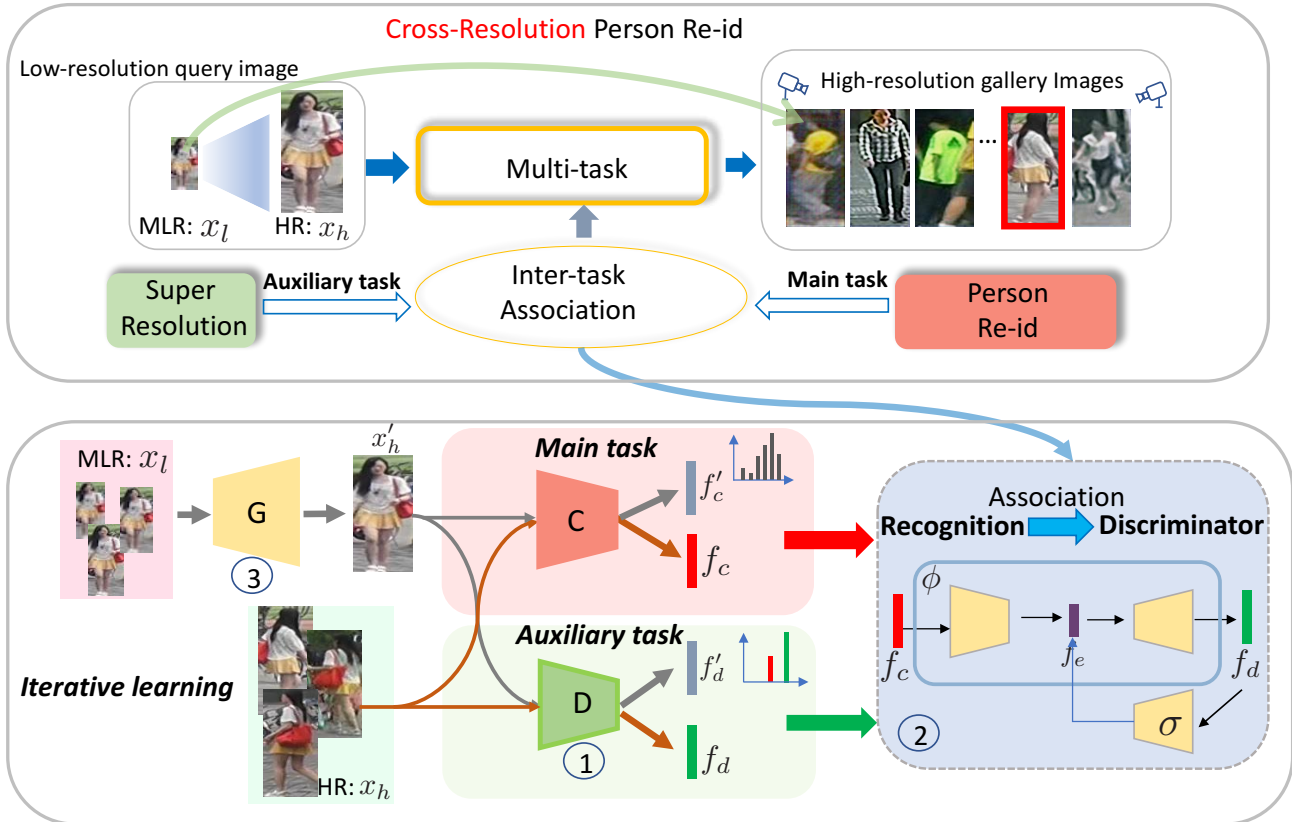 Cross-Resolution Person Re-id
Low-resolution query image
High-resolution gallery Images
...
Multi-task
MLR: x_l
HR: x_h
Super
Resolution
Auxiliary task
Inter-task
Association
Main task
Person
Re-id
MLR: x_l
x'_h
G
3
Main task
C
f'_c
f_c
Iterative learning
HR: x_h
Auxiliary task
D
1
f'_d
f_d
Association
Recognition
Discriminator
ϕ
f_c
f_e
f_d
σ
2